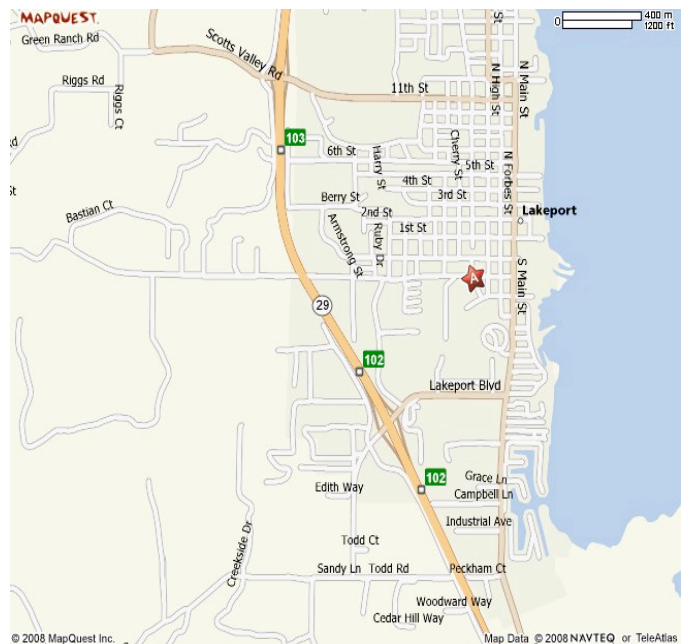 MAPQUEST.
400 m
0
1200 ft
Green Ranch Rd
Scotts Valley Rd
N High St
N Main St
Riggs Rd
Riggs Ct
11th St
103
6th St
Harry St
Cherry St
5th St
N Forbes St
4th St
3rd St
Berry St
2nd St
Bastian Ct
Lakeport
Armstrong St
Ruby Dr
1st St
S Main St
A
29
102
Lakeport Blvd
102
Grace Ln
Edith Way
Campbell Ln
Industrial Ave
Creekside Dr
Todd Ct
Sandy Ln
Todd Rd
Peckham Ct
Woodward Way
Cedar Hill Way
© 2008 MapQuest Inc.
Map Data © 2008 NAVTEQ or TeleAtlas